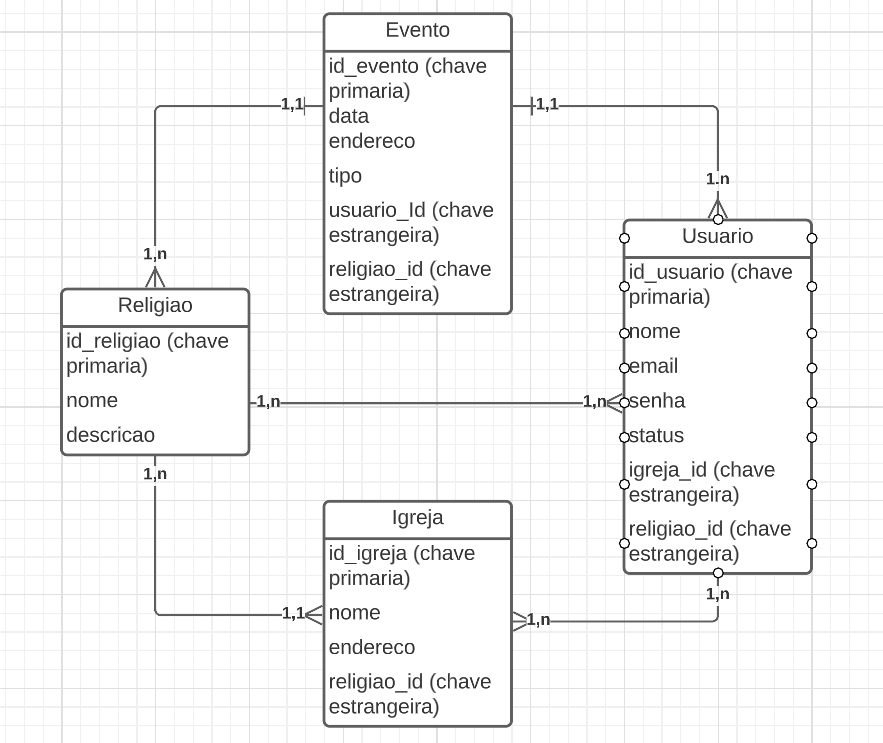 Evento
id_evento (chave
primaria)
data
endereco
tipo
usuario_Id (chave
estrangeira)
religiao_id (chave
estrangeira)
1,1
1,1
1,n
1.n
Religiao
id_religiao (chave
primaria)
nome
descricao
Usuario
id_usuario (chave
primaria)
nome
email
senha
status
igreja_id (chave
estrangeira)
religiao_id (chave
estrangeira)
1,n
1,n
1,n
1,1
Igreja
id_igreja (chave
primaria)
nome
endereco
religiao_id (chave
estrangeira)
1,n
1,n